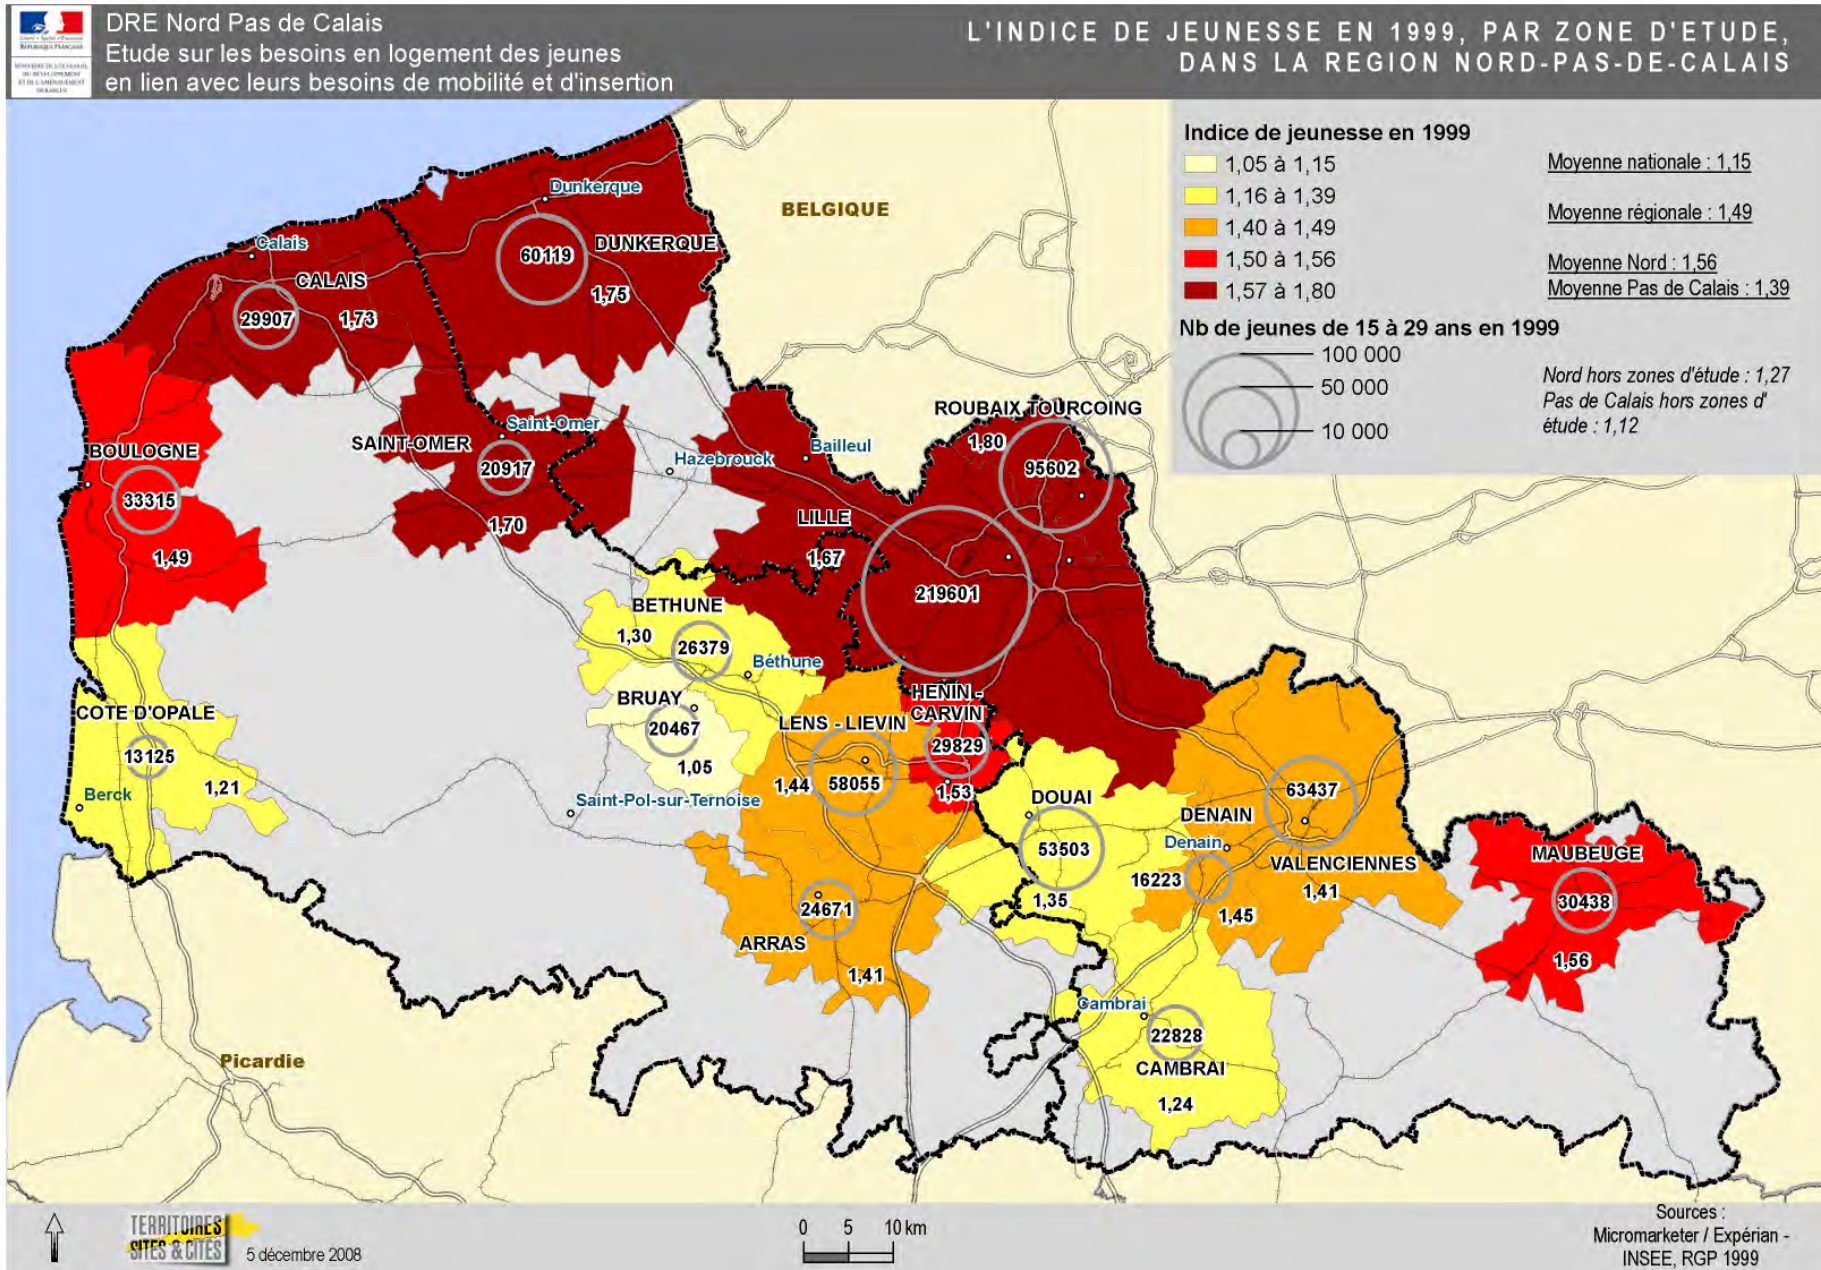 DRE Nord Pas de Calais
Etude sur les besoins en logement des jeunes
en lien avec leurs besoins de mobilité et d'insertion
L'INDICE DE JEUNESSE EN 1999, PAR ZONE D'ETUDE,
DANS LA REGION NORD-PAS-DE-CALAIS
RÉPUBLIQUE FRANÇAISE
Indice de jeunesse en 1999
1,05 à 1,15
1,16 à 1,39
1,40 à 1,49
1,50 à 1,56
1,57 à 1,80
Moyenne nationale : 1,15
Moyenne régionale : 1,49
Moyenne Nord : 1,56
Moyenne Pas de Calais : 1,39
Nb de jeunes de 15 à 29 ans en 1999
100 000
50 000
10 000
Nord hors zones d'étude : 1,27
Pas de Calais hors zones d'
étude : 1,12
BELGIQUE
Dunkerque
DUNKERQUE
60119
1,75
Calais
CALAIS
29907
1,73
BOULOGNE
33315
1,49
SAINT-OMER
Saint-Omer
20917
1,70
Hazebrouck
Bailleul
ROUBAIX TOURCOING
1,80
95602
LILLE
1,67
219601
BETHUNE
1,30
26379
Béthune
BRUAY
20467
1,05
COTE D'OPALE
13125
1,21
Berck
Saint-Pol-sur-Ternoise
LENS - LIEVIN
1,44
58055
HENIN -
CARVIN
29829
1,53
DOUAI
53503
1,35
DENAIN
Denain
16223
1,45
63437
VALENCIENNES
1,41
MAUBEUGE
30438
1,56
24671
ARRAS
1,41
Cambrai
22828
CAMBRAI
1,24
Picardie
TERRITOIRES
SITES & CITÉS
5 décembre 2008
0 5 10 km
Sources :
Micromarketer / Expérian -
INSEE, RGP 1999